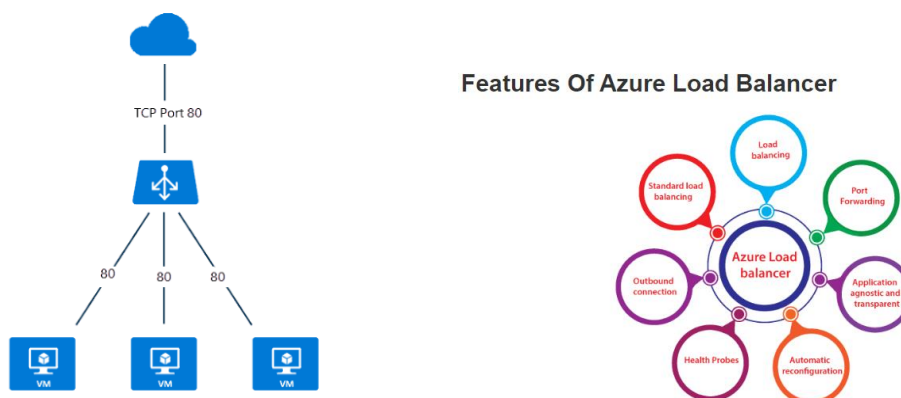 TCP Port 80
80
80
80
VM
VM
VM
Features Of Azure Load Balancer
Load
balancing
Standard load
balancing
Port
Forwarding
Azure Load
balancer
Outbound
connection
Application
agnostic and
transparent
Health Probes
Automatic
reconfiguration